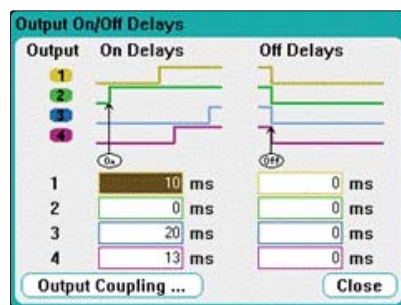 Output On/Off Delays
Output On Delays Off Delays
1
2
3
4
On Off
1 10 ms 0 ms
2 0 ms 0 ms
3 20 ms 0 ms
4 13 ms 0 ms
Output Coupling ... Close